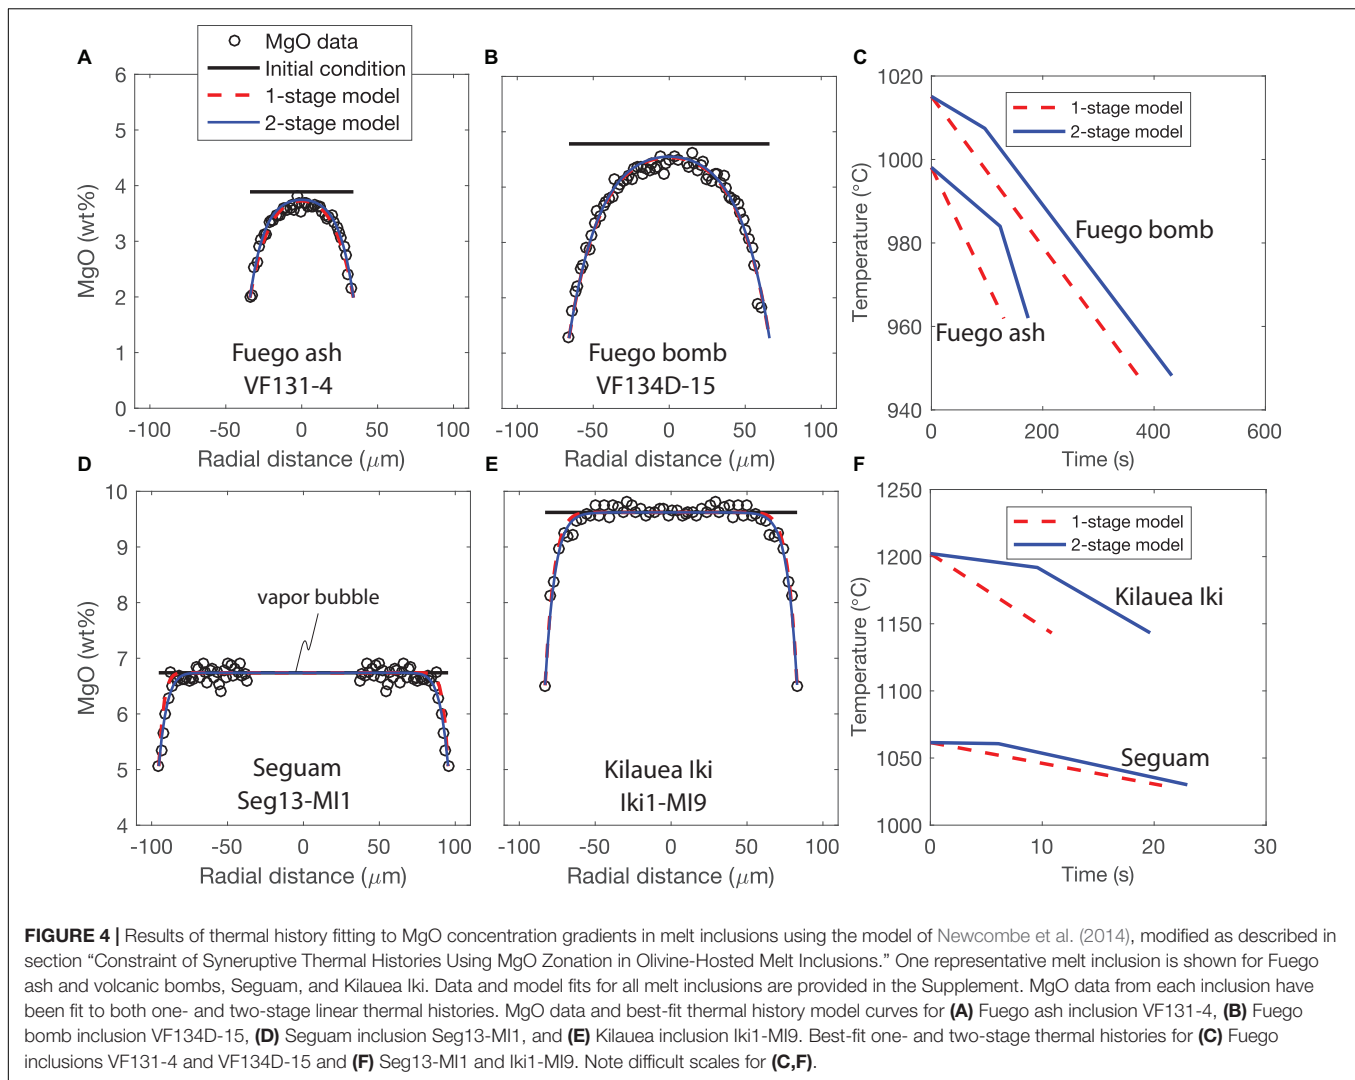 A
MgO data
Initial condition
1-stage model
2-stage model
6
5
4
3
2
1
0
MgO (wt%)
Fuego ash
VF131-4
-100 -50 0 50 100
Radial distance (μm)
B
Fuego bomb
VF134D-15
-100 -50 0 50 100
Radial distance (μm)
C
1020
1000
980
960
940
Temperature (°C)
1-stage model
2-stage model
Fuego bomb
Fuego ash
0 200 400 600
Time (s)
D
10
9
8
7
6
5
4
MgO (wt%)
vapor bubble
Seguam
Seg13-MI1
-100 -50 0 50 100
Radial distance (μm)
E
Kilauea Iki
Iki1-MI9
-100 -50 0 50 100
Radial distance (μm)
F
1250
1200
1150
1100
1050
1000
Temperature (°C)
1-stage model
2-stage model
Kilauea Iki
Seguam
0 10 20 30
Time (s)
FIGURE 4 | Results of thermal history fitting to MgO concentration gradients in melt inclusions using the model of Newcombe et al. (2014), modified as described in
section “Constraint of Syneruptive Thermal Histories Using MgO Zonation in Olivine-Hosted Melt Inclusions.” One representative melt inclusion is shown for Fuego
ash and volcanic bombs, Seguam, and Kilauea Iki. Data and model fits for all melt inclusions are provided in the Supplement. MgO data from each inclusion have
been fit to both one- and two-stage linear thermal histories. MgO data and best-fit thermal history model curves for (A) Fuego ash inclusion VF131-4, (B) Fuego
bomb inclusion VF134D-15, (D) Seguam inclusion Seg13-MI1, and (E) Kilauea inclusion Iki1-MI9. Best-fit one- and two-stage thermal histories for (C) Fuego
inclusions VF131-4 and VF134D-15 and (F) Seg13-MI1 and Iki1-MI9. Note difficult scales for (C,F).